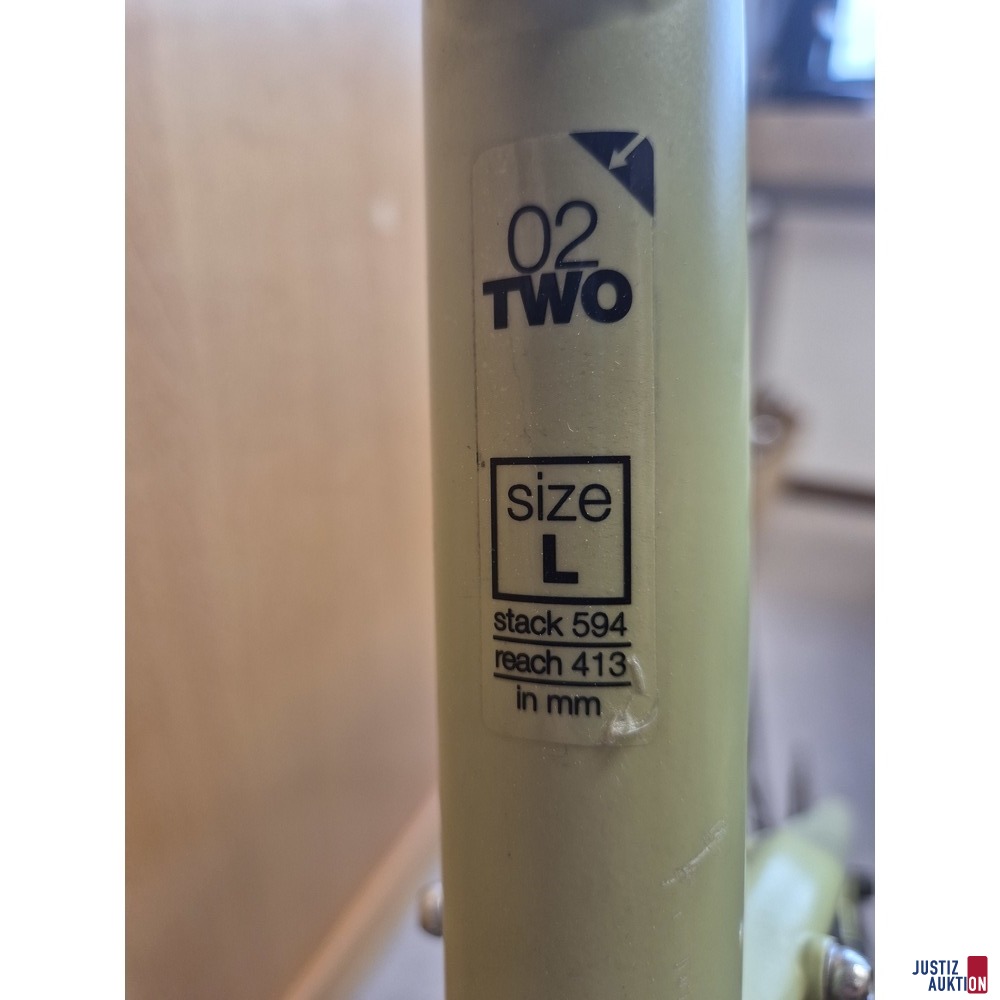 02
TWO
size
L
stack 594
reach 413
in mm
JUSTIZ
AUKTION